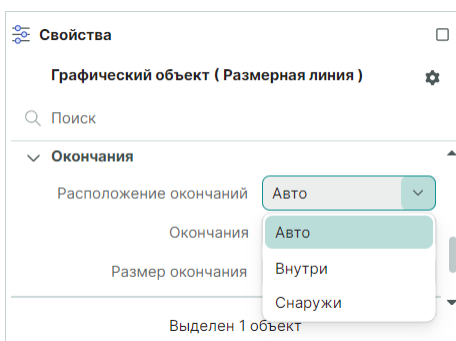 Свойства
Графический объект ( Размерная линия )
Поиск
Окончания
Расположение окончаний Авто
Окончания Авто
Размер окончания Внутри
Снаружи
Выделен 1 объект